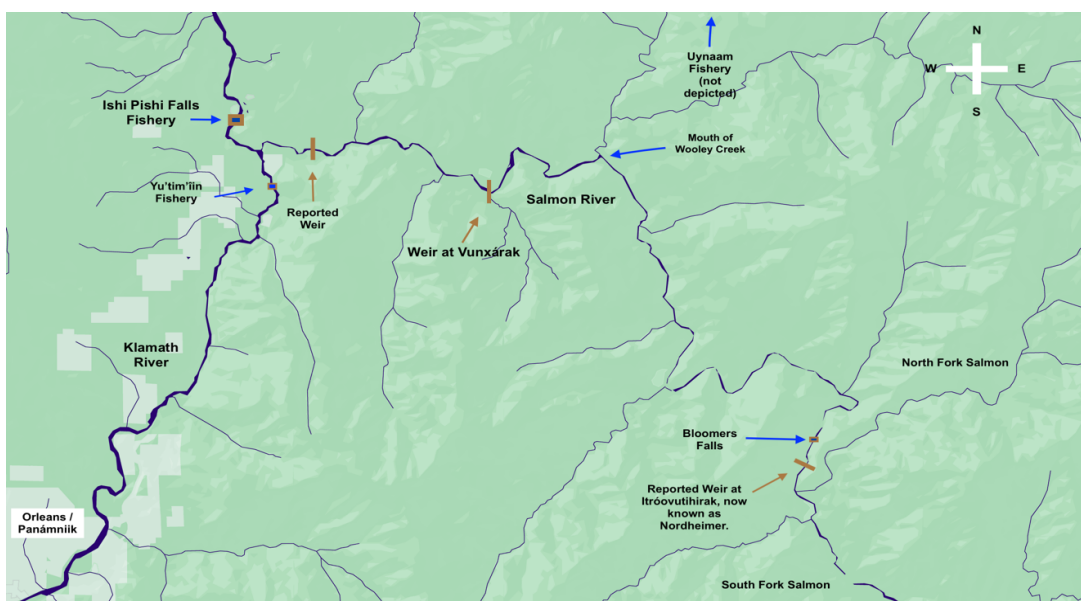 N
W
E
S
Uynaam
Fishery
(not
depicted)
Ishi Pishi Falls
Fishery
Mouth of
Wooley Creek
Yu'tim'îin
Fishery
Reported
Weir
Salmon River
Weir at Vunxárak
Klamath
River
North Fork Salmon
Bloomers
Falls
Reported Weir at
Itróovutihirak, now
known as
Nordheimer.
Orleans /
Panámniik
South Fork Salmon